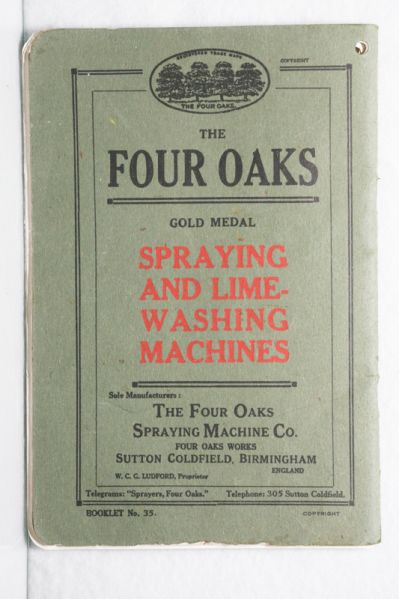 REGISTERED TRADE MARK
COPYRIGHT
THE FOUR OAKS.
THE
FOUR OAKS
GOLD MEDAL
SPRAYING
AND LIME-
WASHING
MACHINES
Sole Manufacturers:
THE FOUR OAKS
SPRAYING MACHINE CO.
FOUR OAKS WORKS
SUTTON COLDFIELD, BIRMINGHAM
ENGLAND
W. C. G. LUDFORD, Proprietor
Telegrams: "Sprayers, Four Oaks." Telephone: 305 Sutton Coldfield.
BOOKLET No. 35. COPYRIGHT